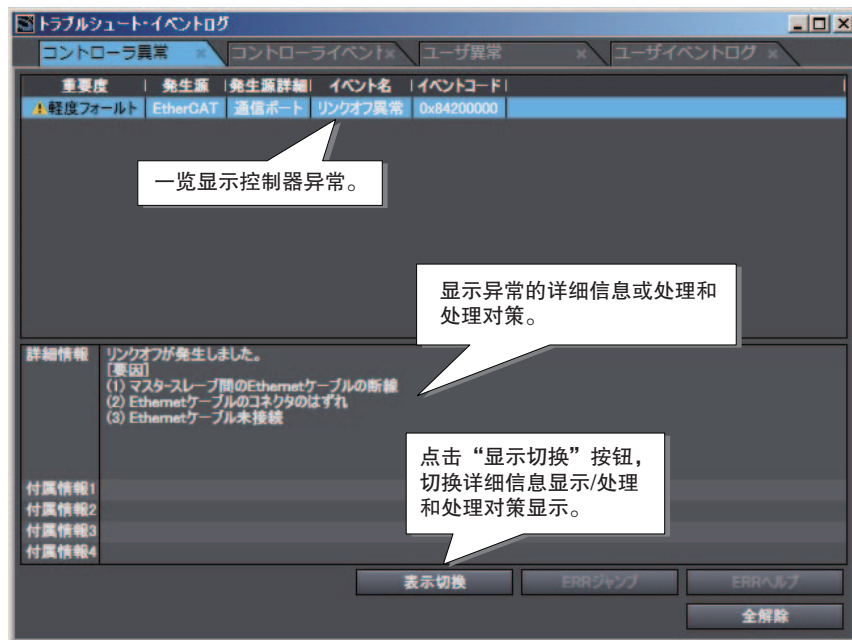 トラブルシュート・イベントログ
コントローラ異常 コントローライベント ユーザ異常 ユーザイベントログ
重要度 発生源 発生源詳細 イベント名 イベントコード
軽度フォールト EtherCAT 通信ポート リンクオフ異常 0x84200000
一览显示控制器异常。
显示异常的详细信息或处理和
处理对策。
詳細情報 リンクオフが発生しました。
[要因]
(1) マスタースレーブ間のEthernetケーブルの断線
(2) Ethernetケーブルのコネクタのはずれ
(3) Ethernetケーブル未接続
点击“显示切换”按钮，
切换详细信息显示/处理
和处理对策显示。
付属情報1
付属情報2
付属情報3
付属情報4
表示切換 ERRジャンプ ERRヘルプ
全解除